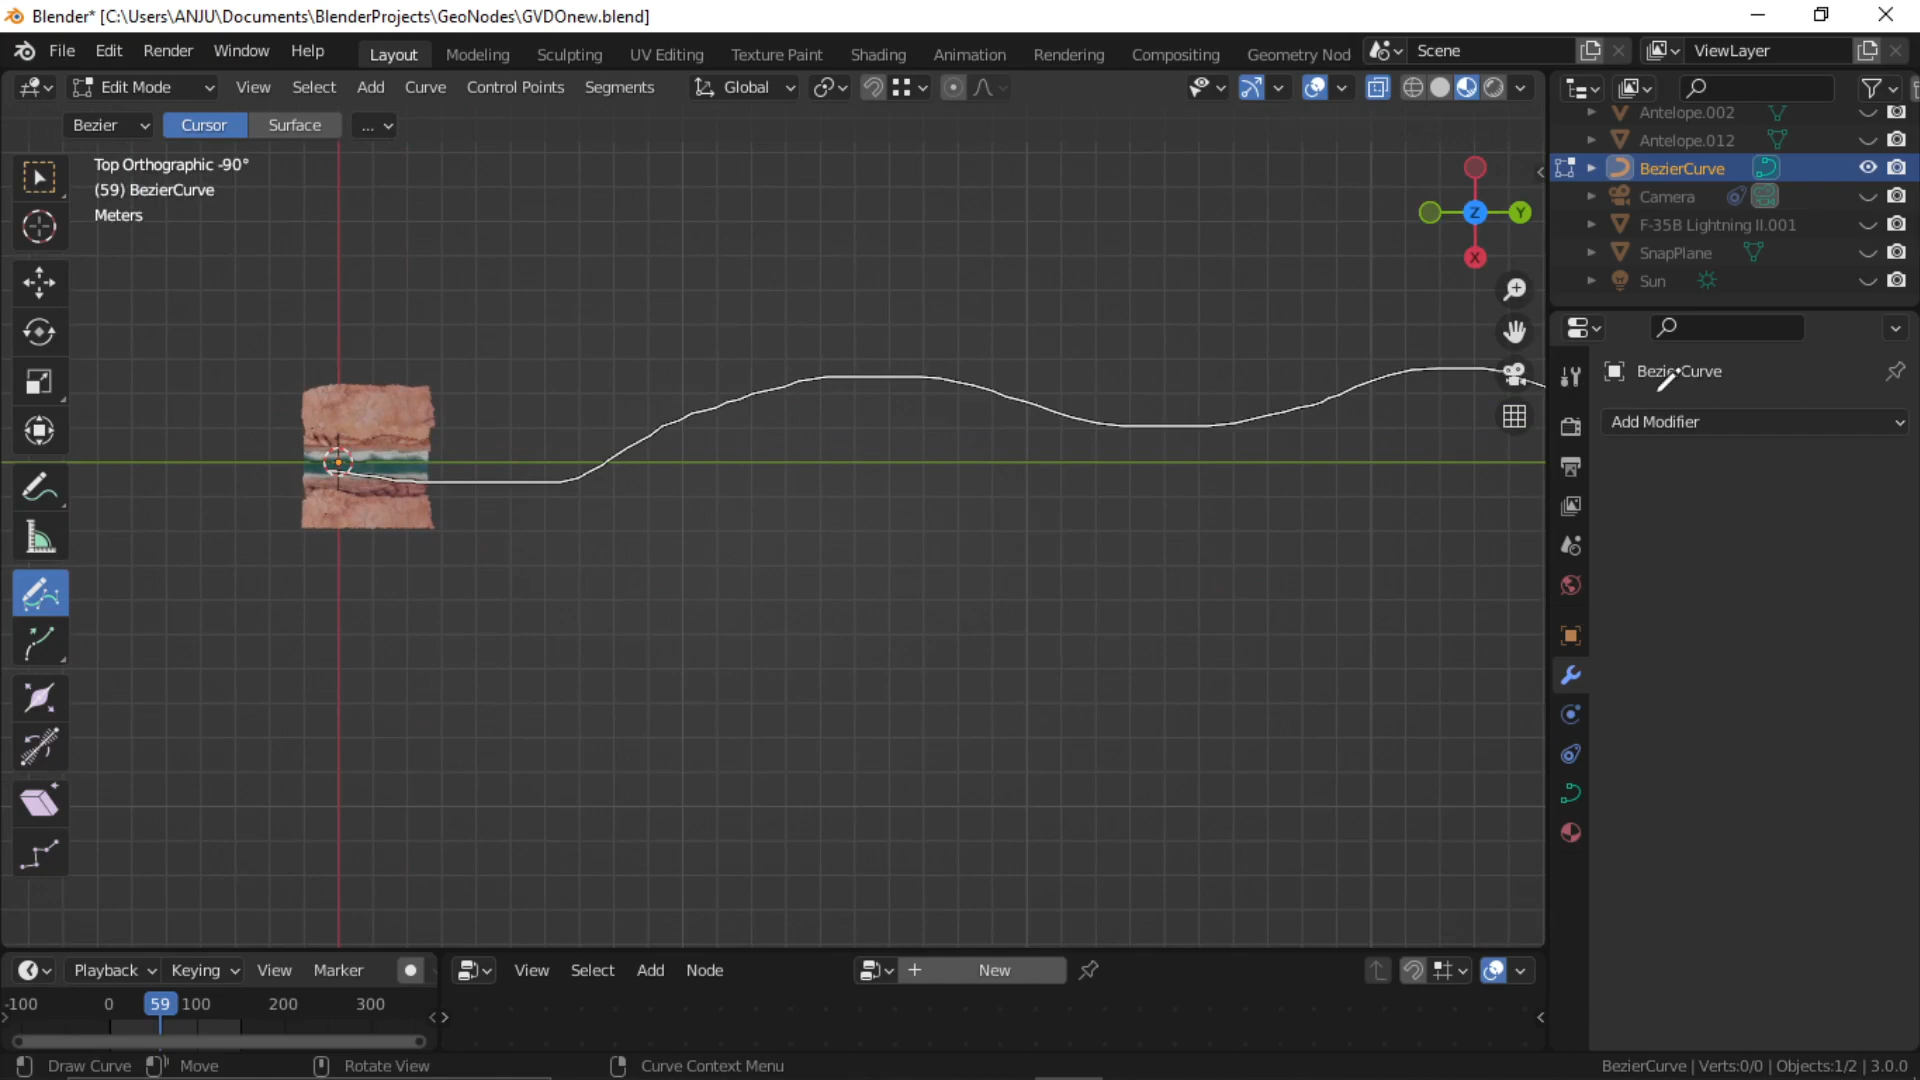 Blender* [C:\Users\ANJU\Documents\BlenderProjects\GeoNodes\GVDOnew.blend]
File Edit Render Window Help Layout Modeling Sculpting UV Editing Texture Paint Shading Animation Rendering Compositing Geometry Nod Scene ViewLayer
Edit Mode View Select Add Curve Control Points Segments Global
Bezier Cursor Surface ...
Top Orthographic -90°
(59) BezierCurve
Meters
Z Y
X
Antelope.002
Antelope.012
BezierCurve
Camera
F-35B Lightning II.001
SnapPlane
Sun
BezierCurve
Add Modifier
Playback Keying View Marker View Select Add Node New
-100 0 59 100 200 300
Draw Curve Move Rotate View Curve Context Menu BezierCurve | Verts:0/0 | Objects:1/2 | 3.0.0